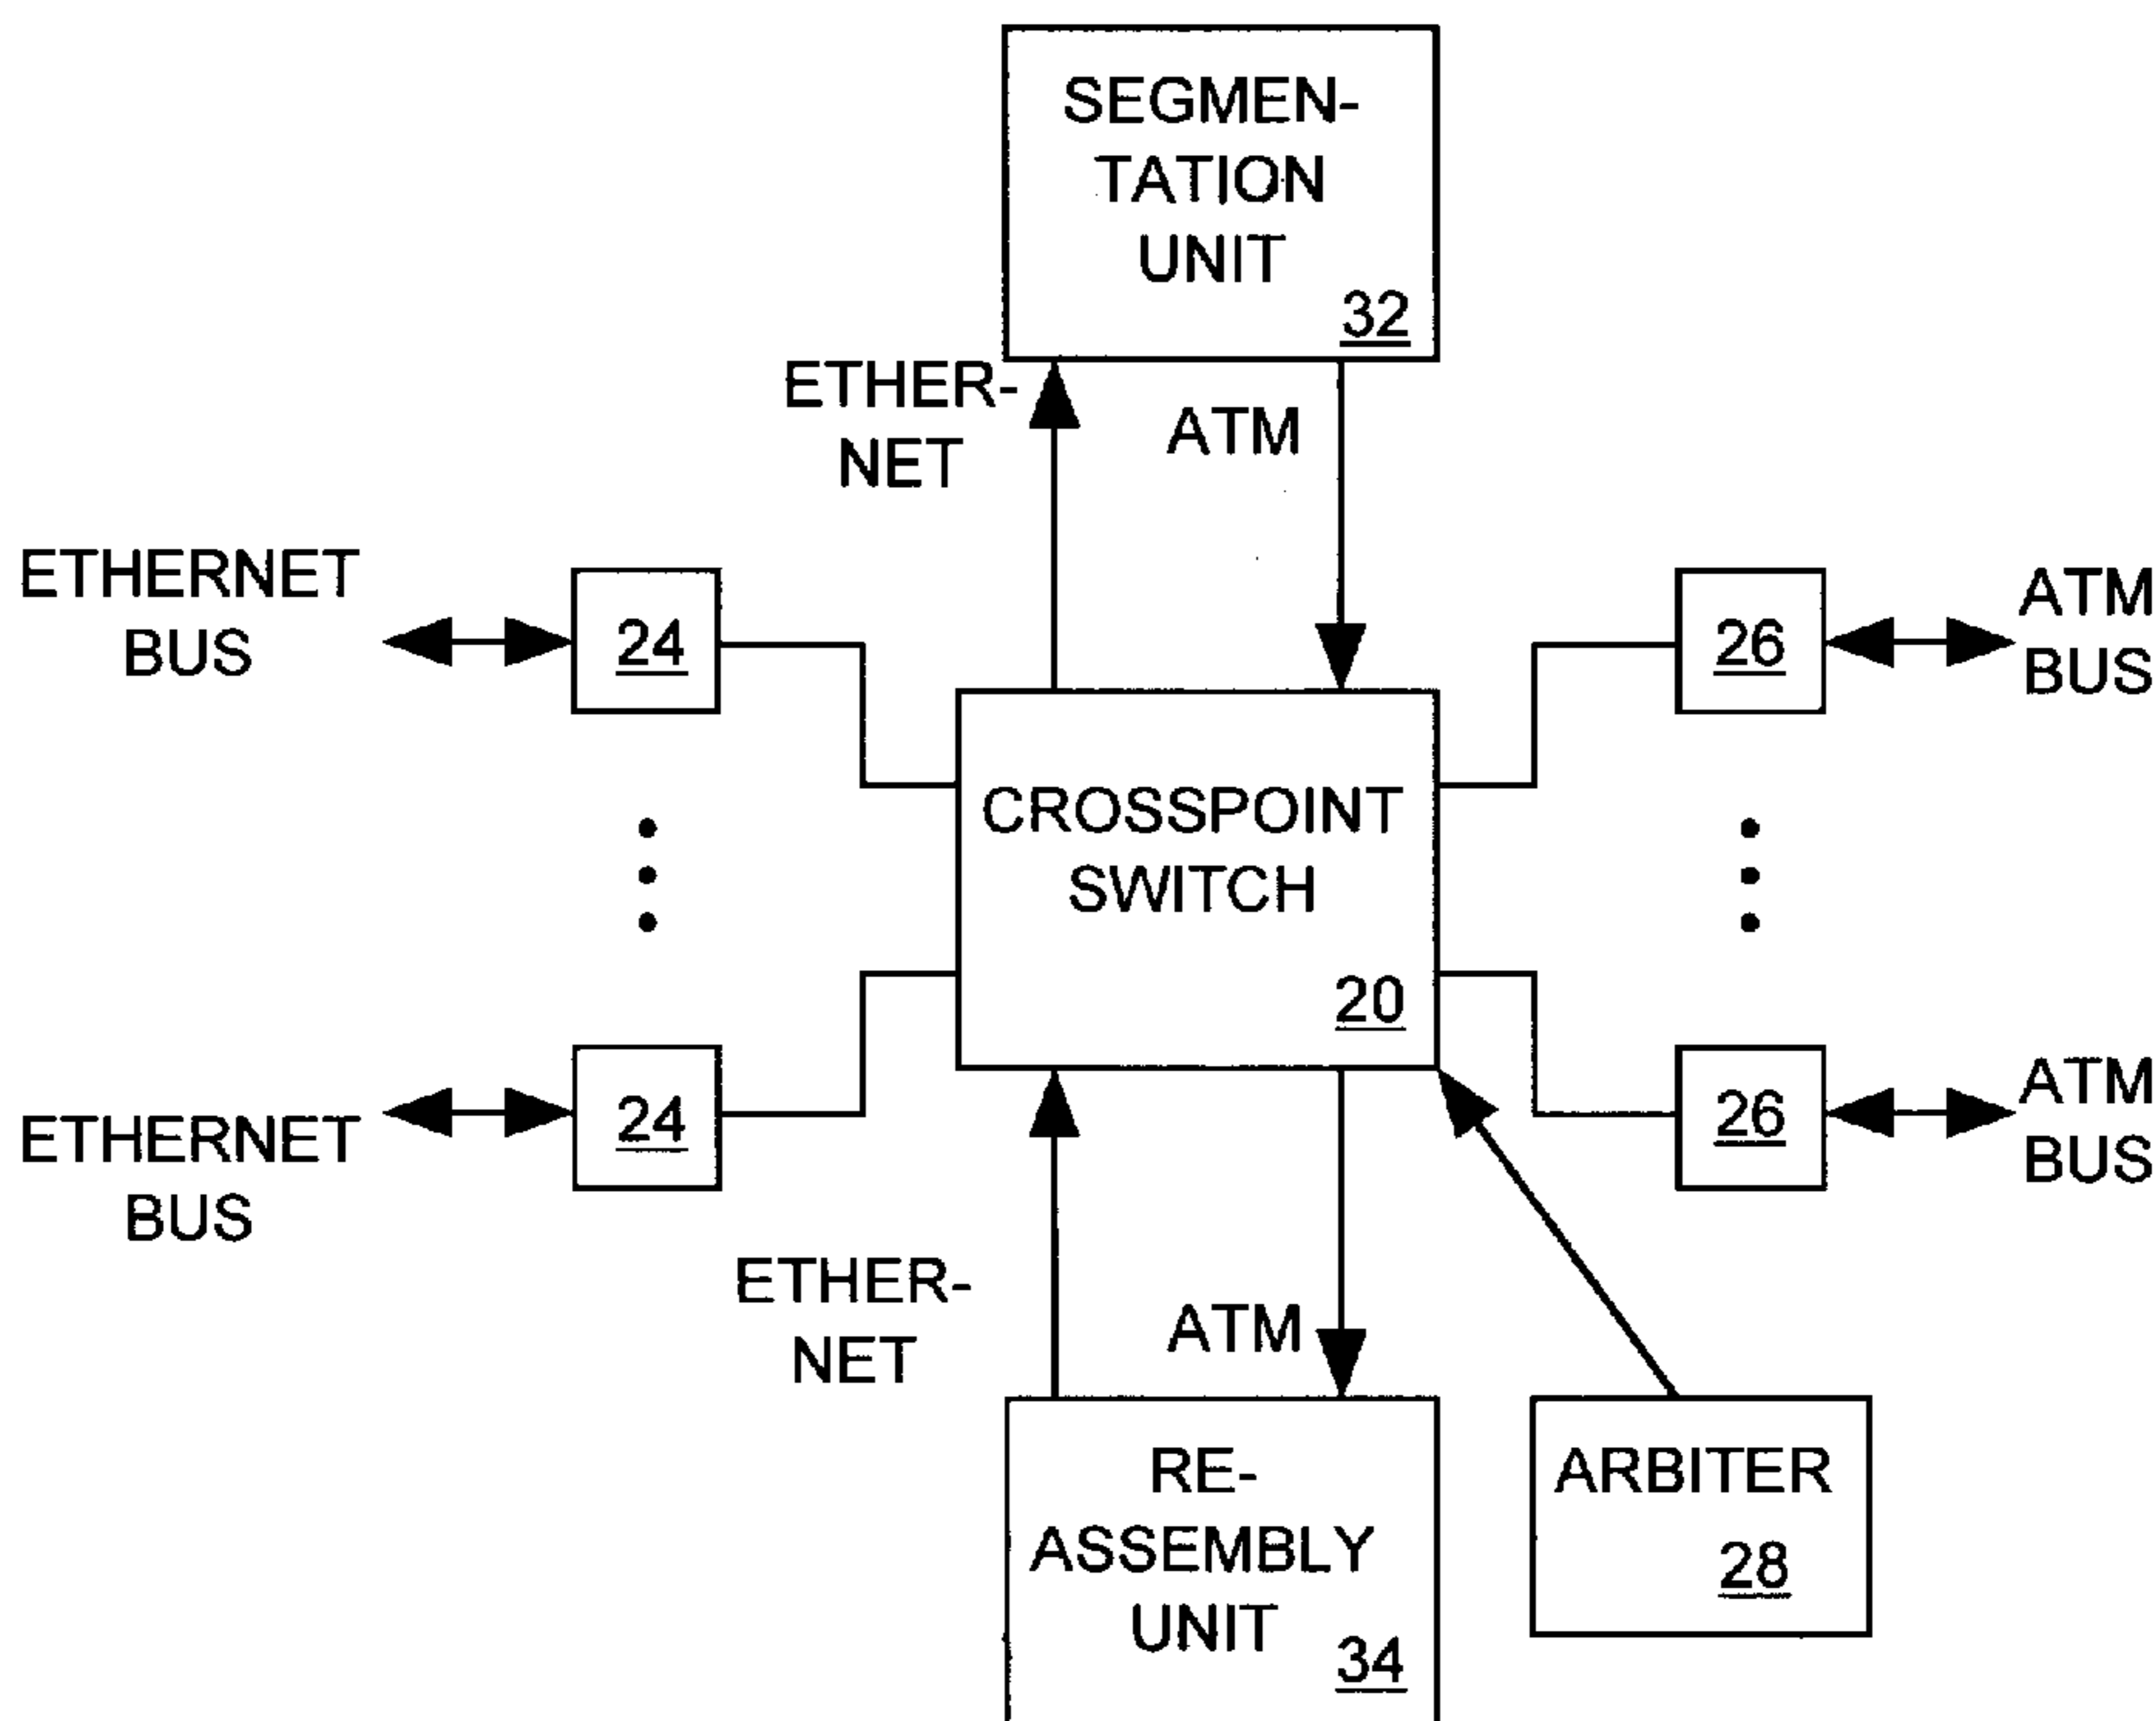 SEGMEN-
TATION
UNIT
32
ETHER-
NET
ATM
ETHERNET
BUS
24
26
ATM
BUS
CROSSPOINT
SWITCH
20
ETHERNET
BUS
24
26
ATM
BUS
ETHER-
NET
ATM
RE-
ASSEMBLY
UNIT
34
ARBITER
28